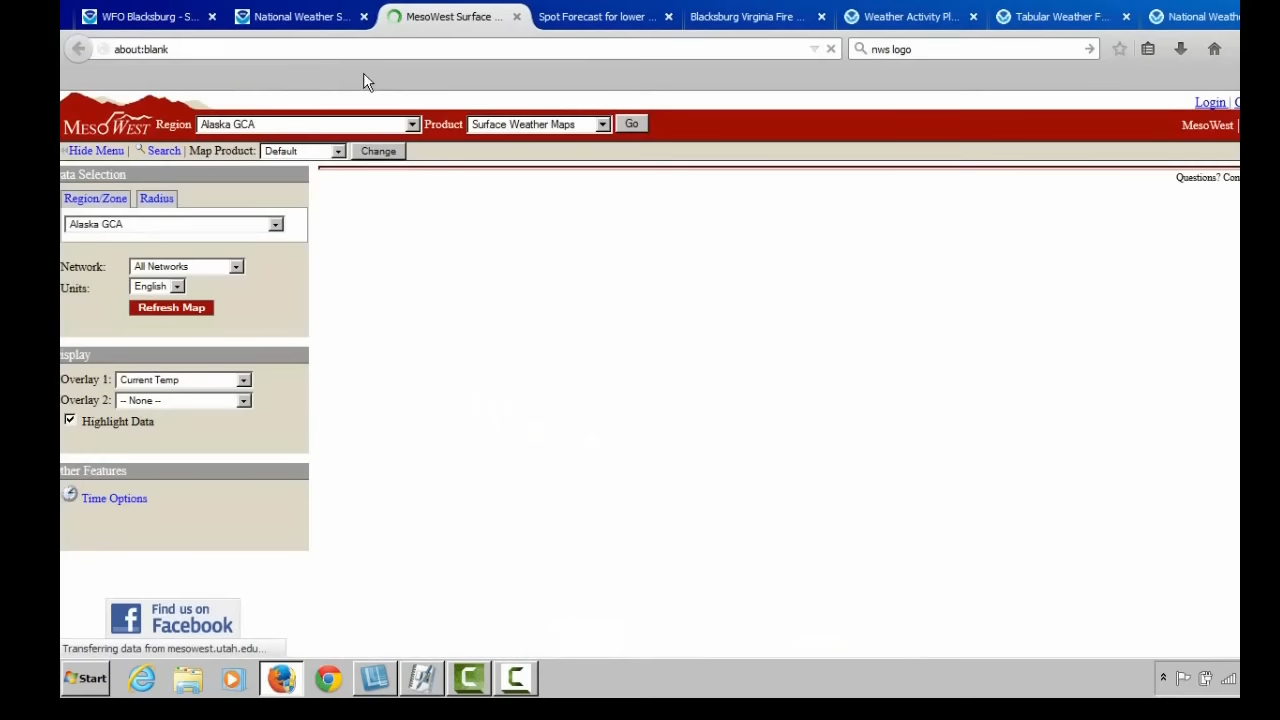 WFO Blacksburg - S...
National Weather S...
MesoWest Surface ...
Spot Forecast for lower ...
Blacksburg Virginia Fire ...
Weather Activity Pl...
Tabular Weather F...
National Weathe
about:blank
nws logo
Login |
MESOWEST Region Alaska GCA Product Surface Weather Maps Go MesoWest |
Hide Menu | Search | Map Product: Default Change
ata Selection
Questions? Con
Region/Zone Radius
Alaska GCA
Network: All Networks
Units: English
Refresh Map
isplay
Overlay 1: Current Temp
Overlay 2: -- None --
Highlight Data
ther Features
Time Options
Find us on
Facebook
Transferring data from mesowest.utah.edu...
Start